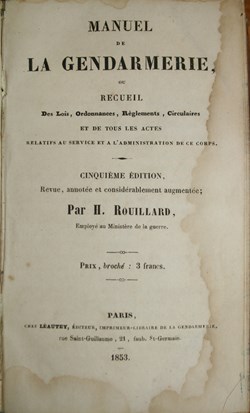 MANUEL
DE
LA GENDARMERIE,
OU
RECUEIL
Des Lois, Ordonnances, Règlements, Circulaires
ET DE TOUS LES ACTES
RELATIFS AU SERVICE ET A L'ADMINISTRATION DE CE CORPS.
CINQUIÈME ÉDITION,
Revue, annotée et considérablement augmentée;
Par H. ROUILLARD,
Employé au Ministère de la guerre.
PRIX, broché : 3 francs.
PARIS,
CHEZ LÉAUTEY, ÉDITEUR, IMPRIMEUR-LIBRAIRE DE LA GENDARMERIE,
rue Saint-Guillaume, 21, faub. St-Germain.
1853.